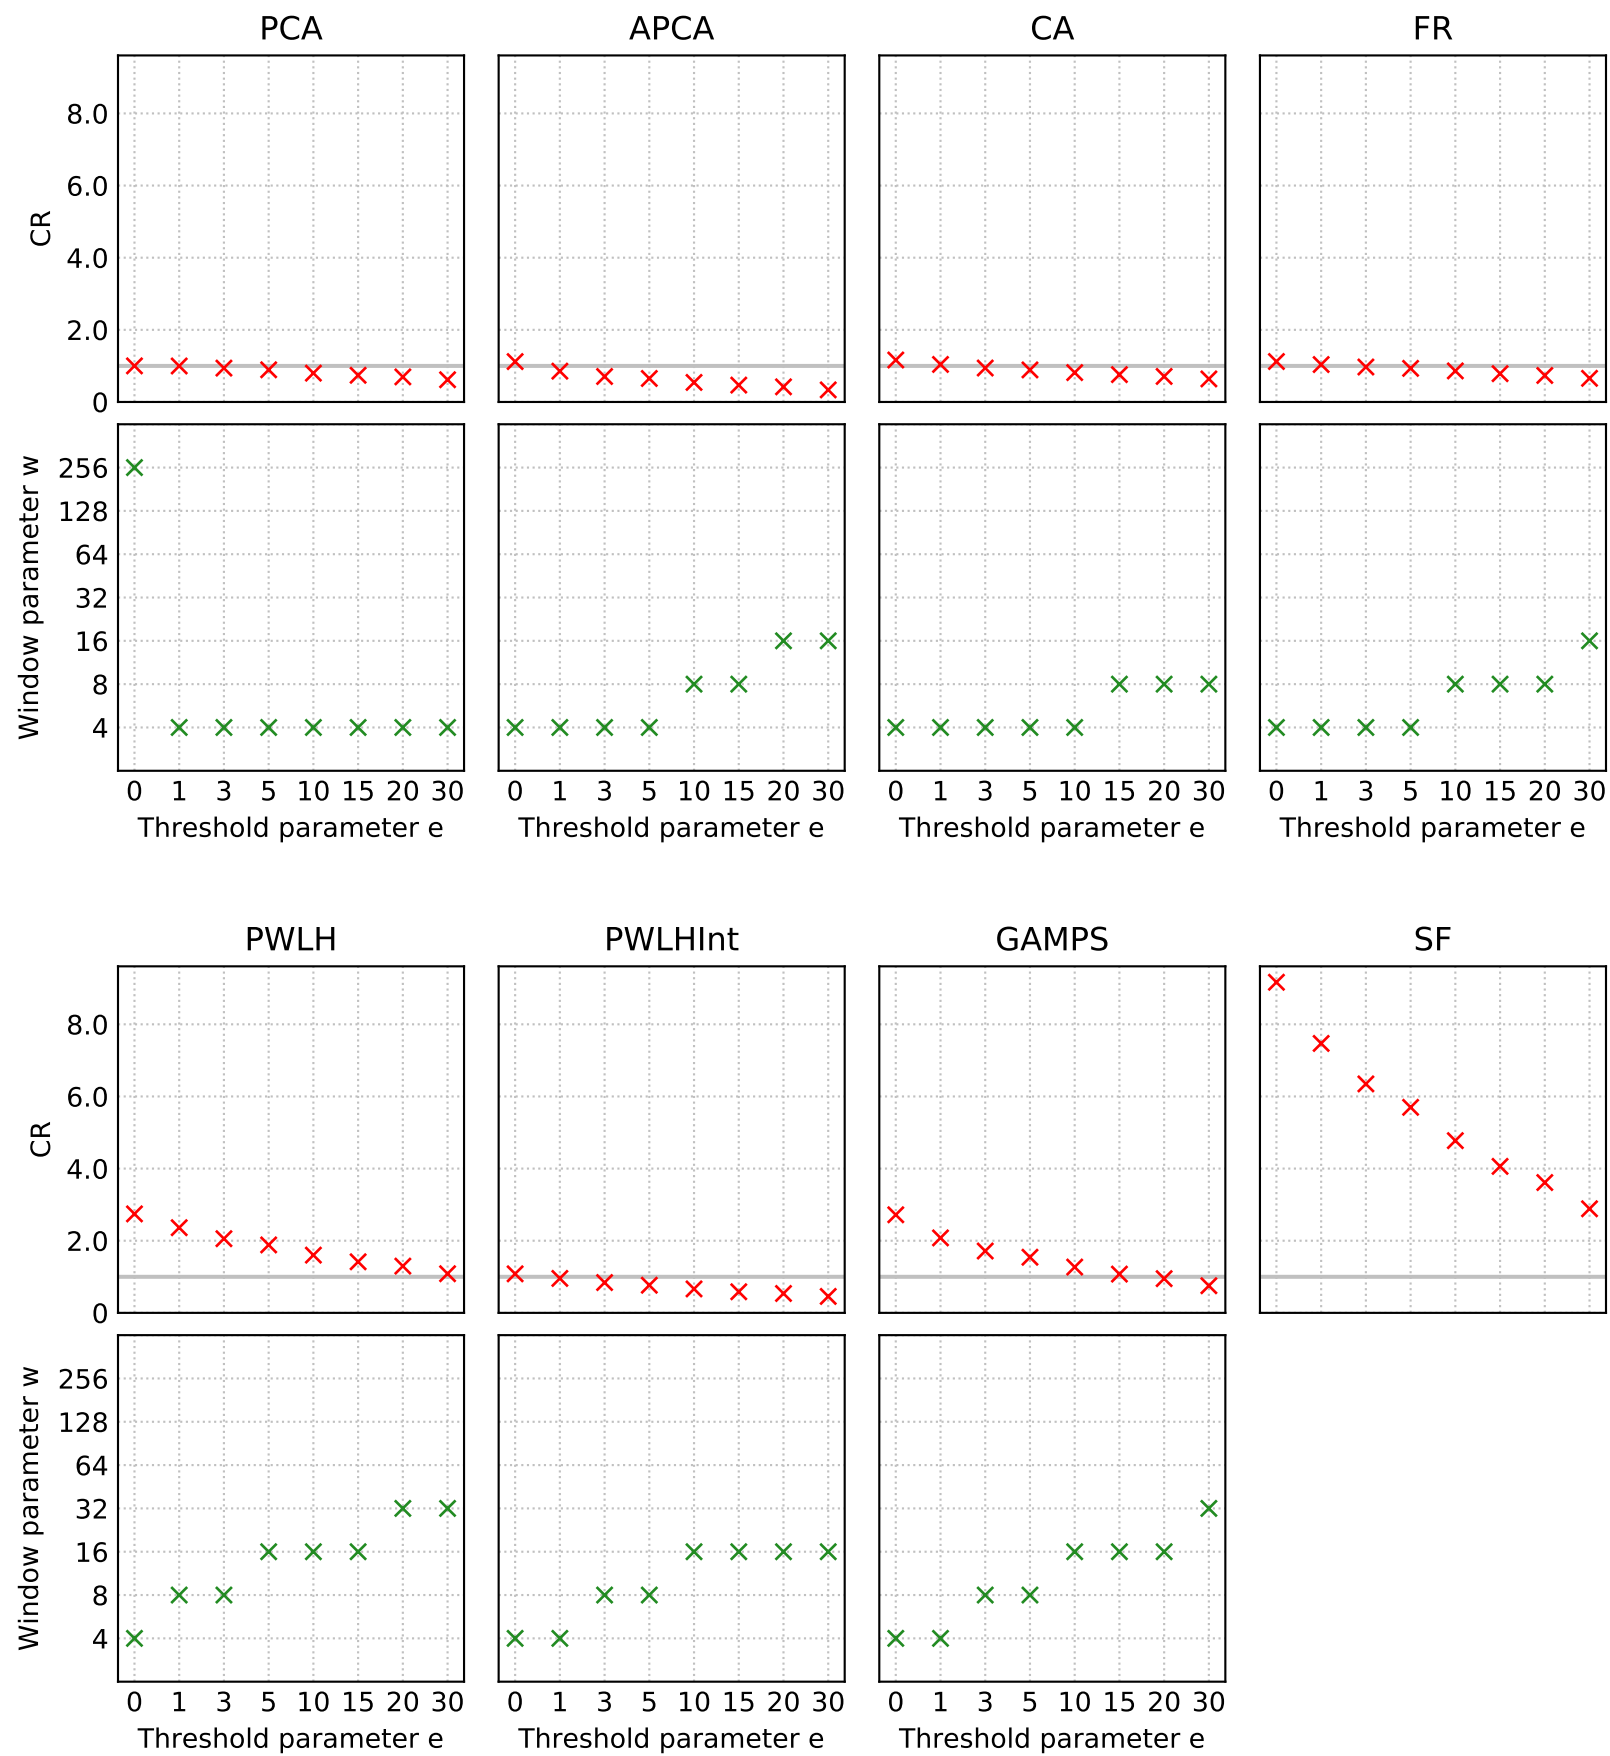 PCA APCA CA FR
CR
8.0
6.0
4.0
2.0
0
Window parameter w
256
128
64
32
16
8
4
0 1 3 5 10 15 20 30 0 1 3 5 10 15 20 30 0 1 3 5 10 15 20 30 0 1 3 5 10 15 20 30
Threshold parameter e Threshold parameter e Threshold parameter e Threshold parameter e
PWLH PWLHInt GAMPS SF
CR
8.0
6.0
4.0
2.0
0
Window parameter w
256
128
64
32
16
8
4
0 1 3 5 10 15 20 30 0 1 3 5 10 15 20 30 0 1 3 5 10 15 20 30
Threshold parameter e Threshold parameter e Threshold parameter e